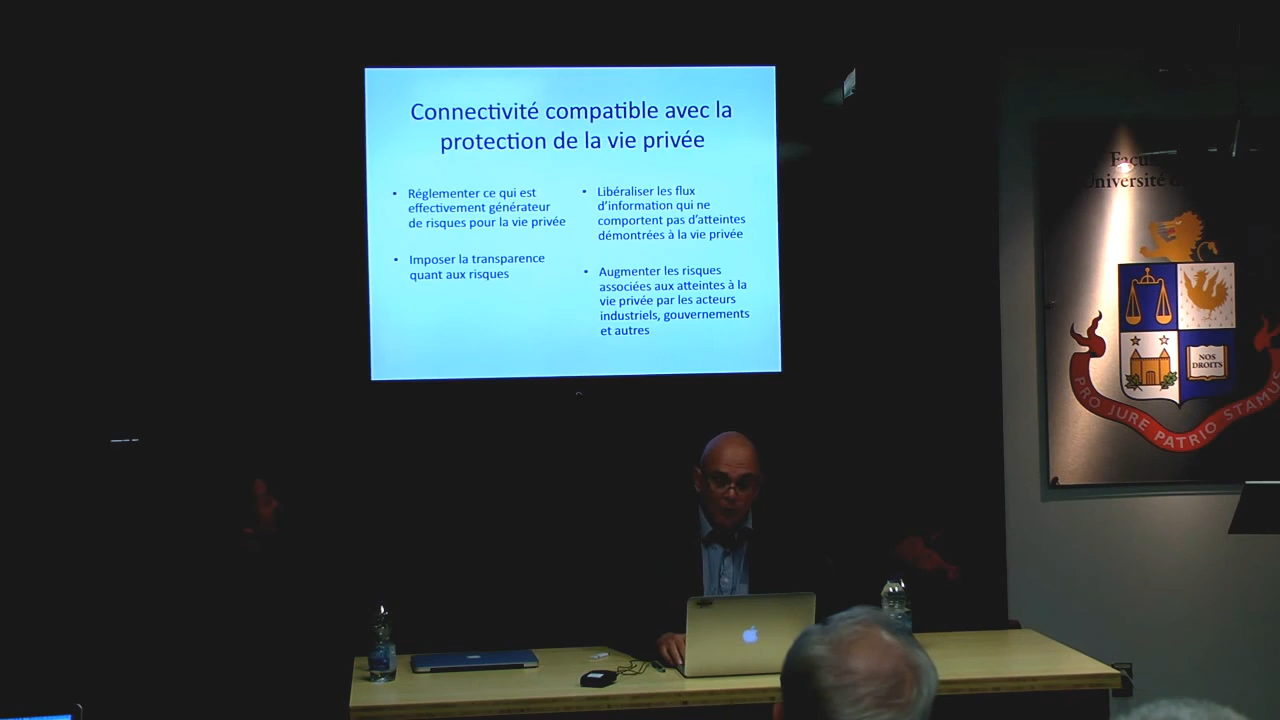 Connectivité compatible avec la
protection de la vie privée
• Réglementer ce qui est
effectivement générateur
de risques pour la vie privée
• Imposer la transparence
quant aux risques
• Libéraliser les flux
d'information qui ne
comportent pas d'atteintes
démontrées à la vie privée
• Augmenter les risques
associées aux atteintes à la
vie privée par les acteurs
industriels, gouvernements
et autres
Université
NOS
DROITS
PRO JURE PATRIO STAMUS